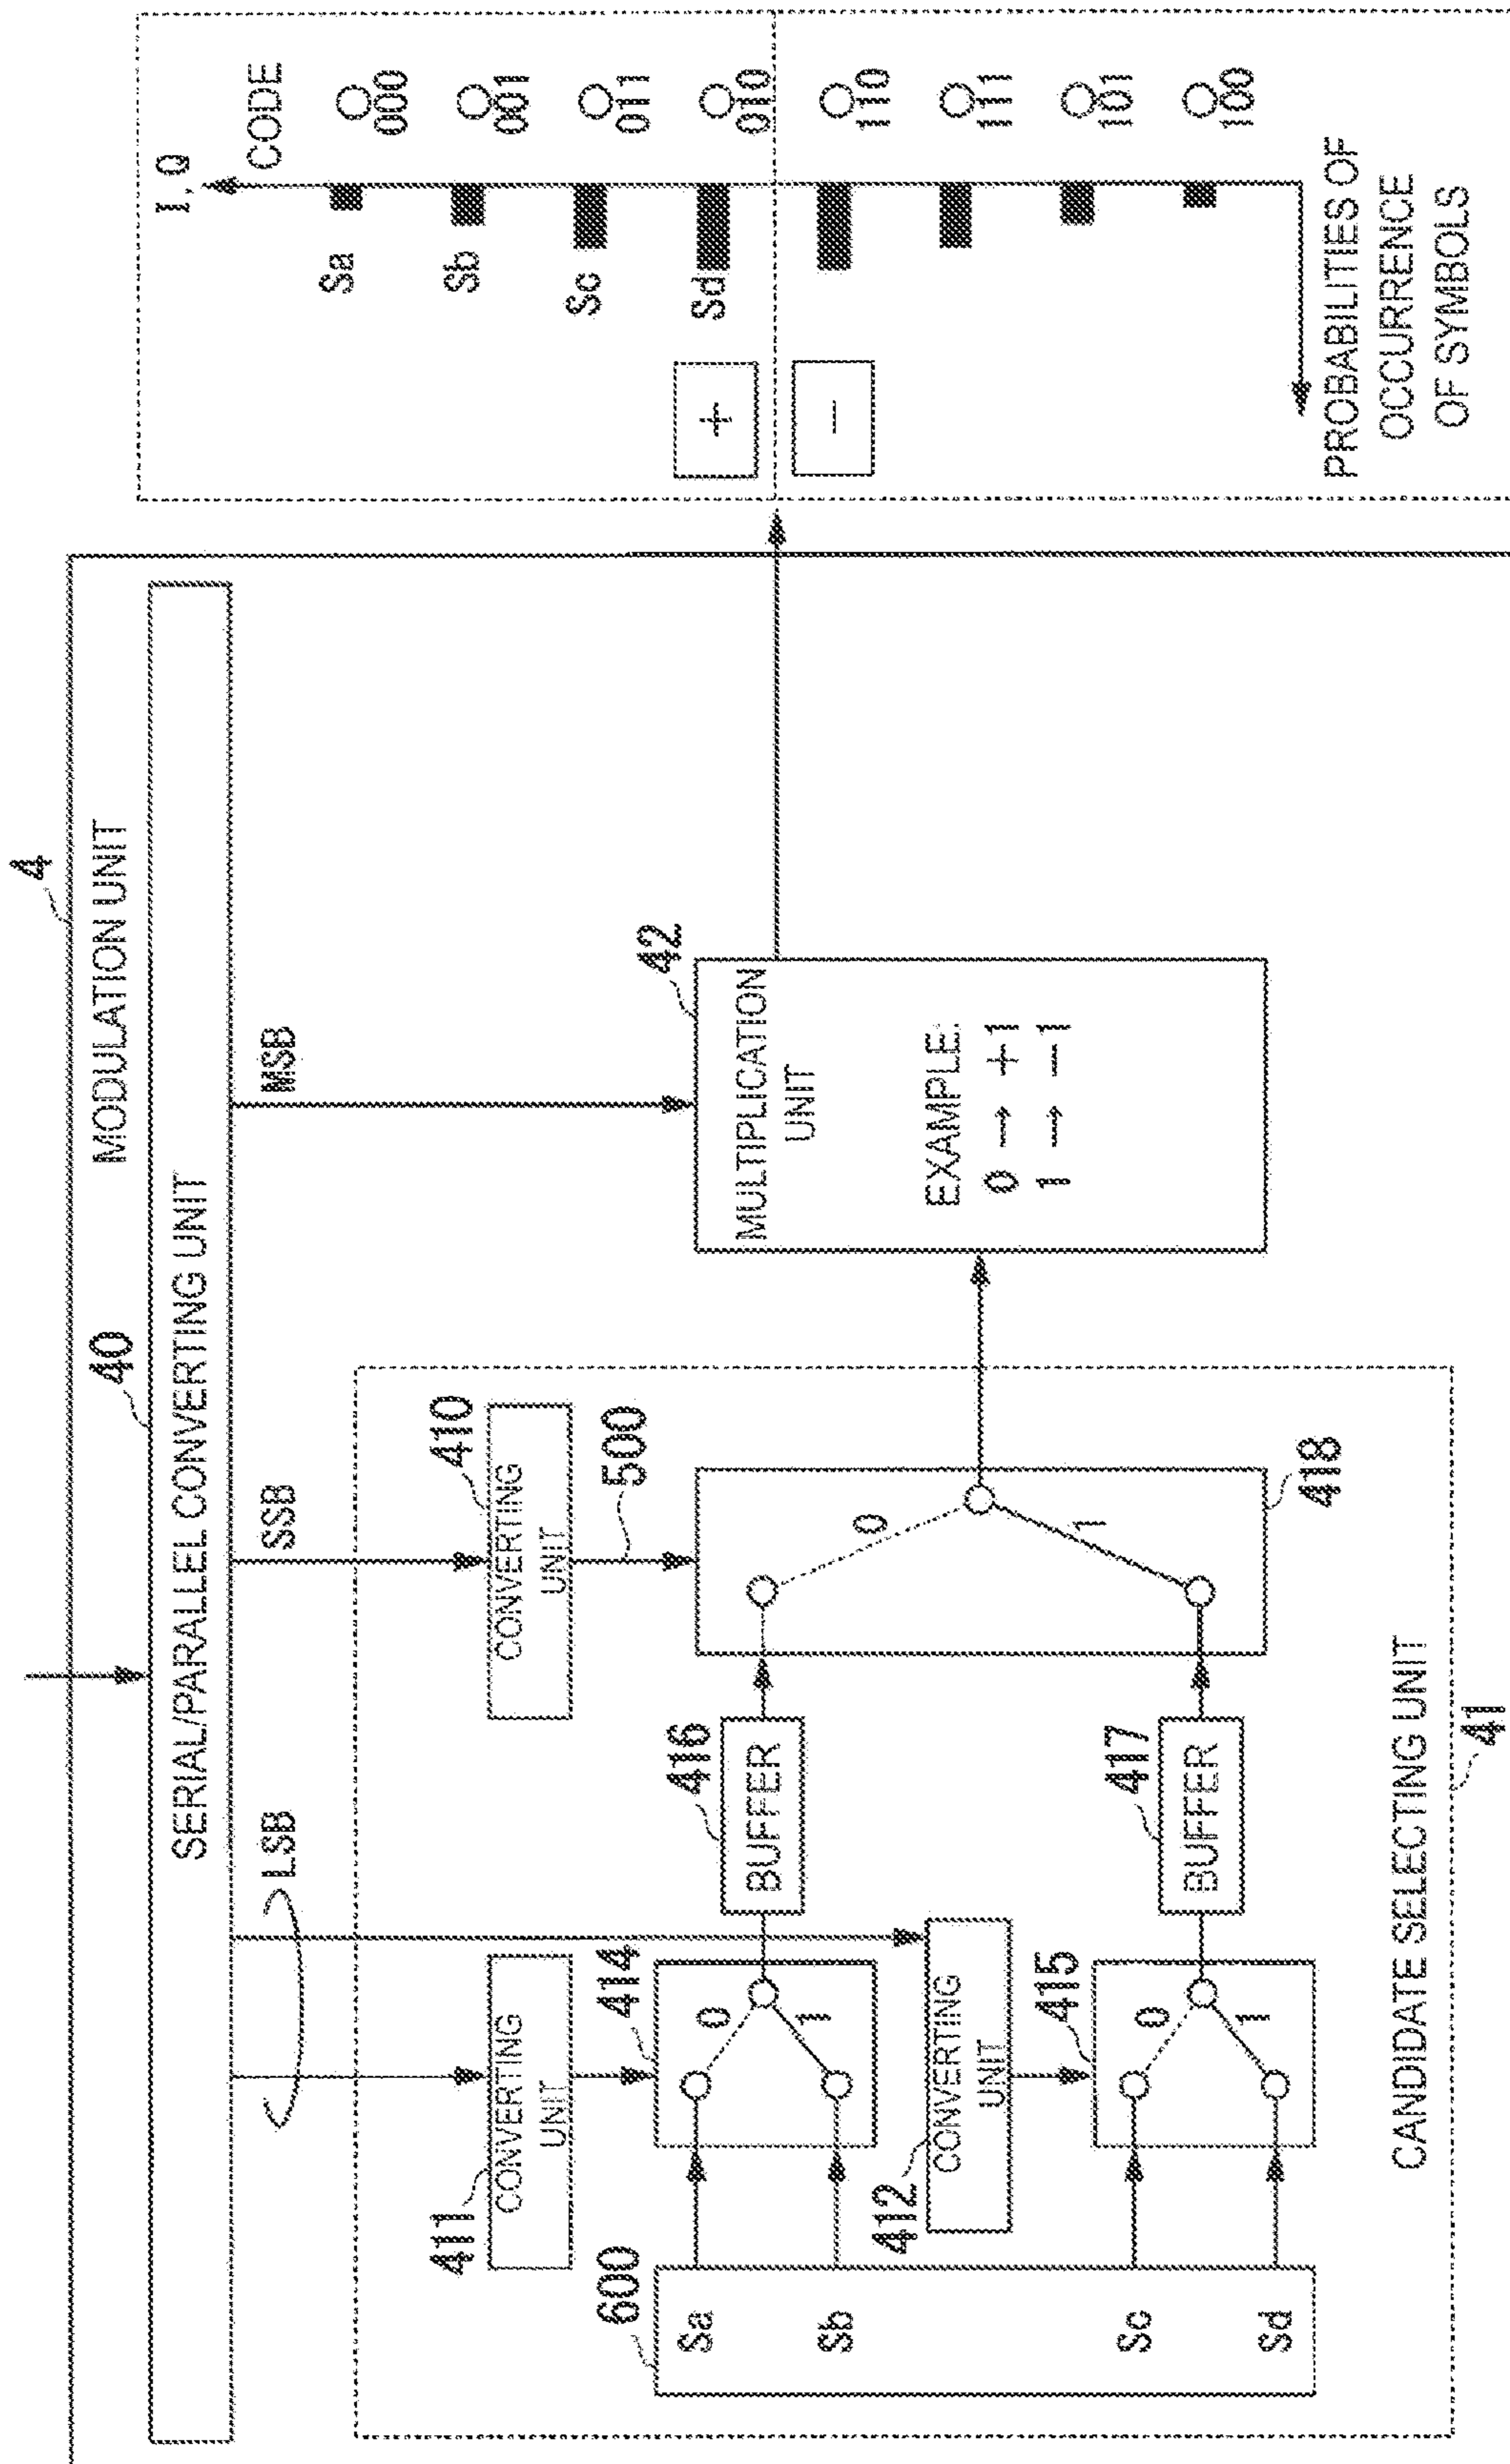 4
MODULATION UNIT
40
SERIAL/PARALLEL CONVERTING UNIT
LSB
SSB
MSB
411
CONVERTING
UNIT
410
CONVERTING
UNIT
500
600
Sa
Sb
Sc
Sd
414
0
1
412
CONVERTING
UNIT
415
0
1
416
BUFFER
417
BUFFER
0
1
418
CANDIDATE SELECTING UNIT
41
42
MULTIPLICATION
UNIT
EXAMPLE:
0 → +1
1 → −1
I, Q
CODE
Sa
000
Sb
001
Sc
011
Sd
010
+
−
110
111
101
100
PROBABILITIES OF
OCCURRENCE
OF SYMBOLS